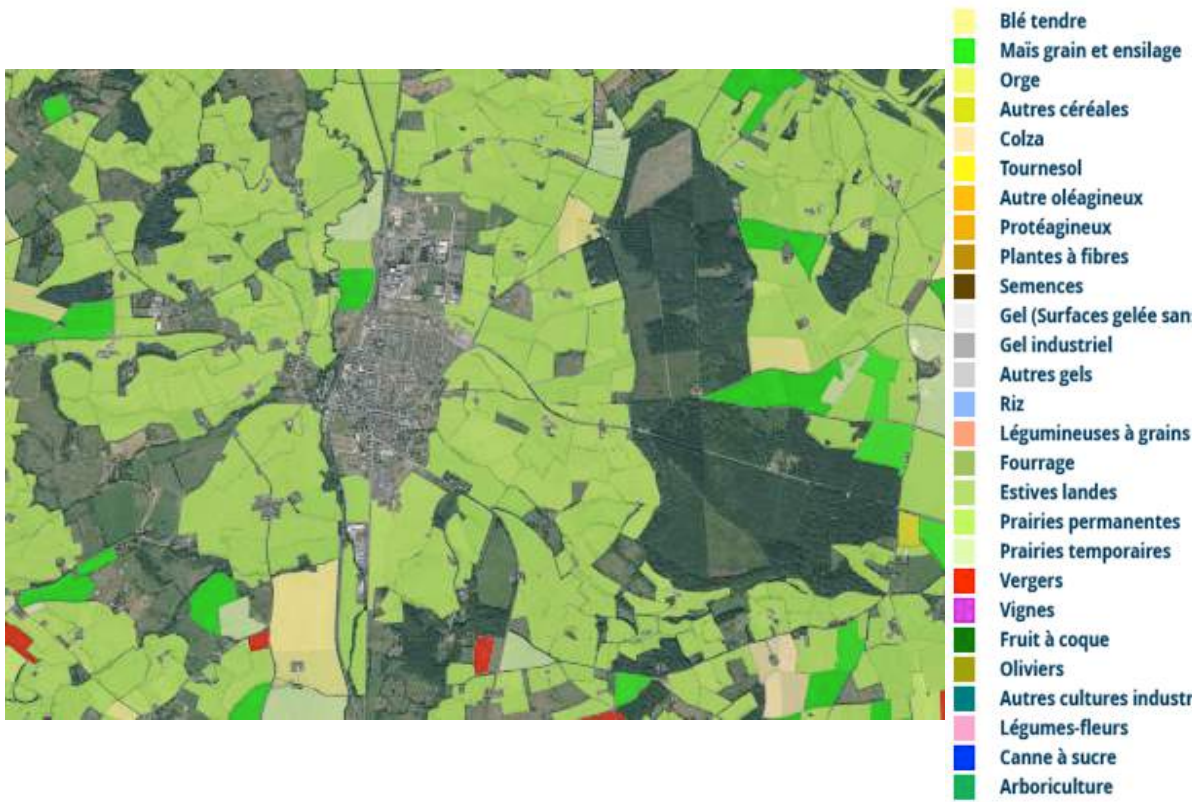 Blé tendre
Maïs grain et ensilage
Orge
Autres céréales
Colza
Tournesol
Autre oléagineux
Protéagineux
Plantes à fibres
Semences
Gel (Surfaces gelée sans
Gel industriel
Autres gels
Riz
Légumineuses à grains
Fourrage
Estives landes
Prairies permanentes
Prairies temporaires
Vergers
Vignes
Fruit à coque
Oliviers
Autres cultures industr
Légumes-fleurs
Canne à sucre
Arboriculture